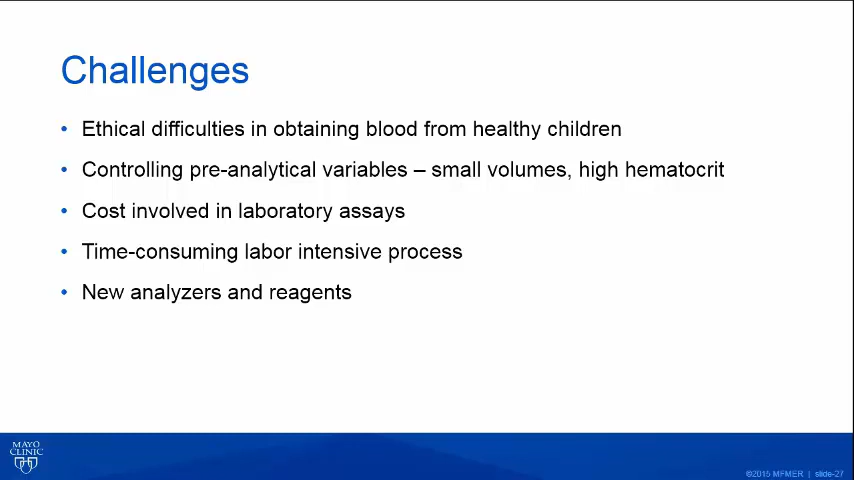 Challenges
• Ethical difficulties in obtaining blood from healthy children
• Controlling pre-analytical variables – small volumes, high hematocrit
• Cost involved in laboratory assays
• Time-consuming labor intensive process
• New analyzers and reagents
MAYO
CLINIC
©2015 MFMER | slide-27